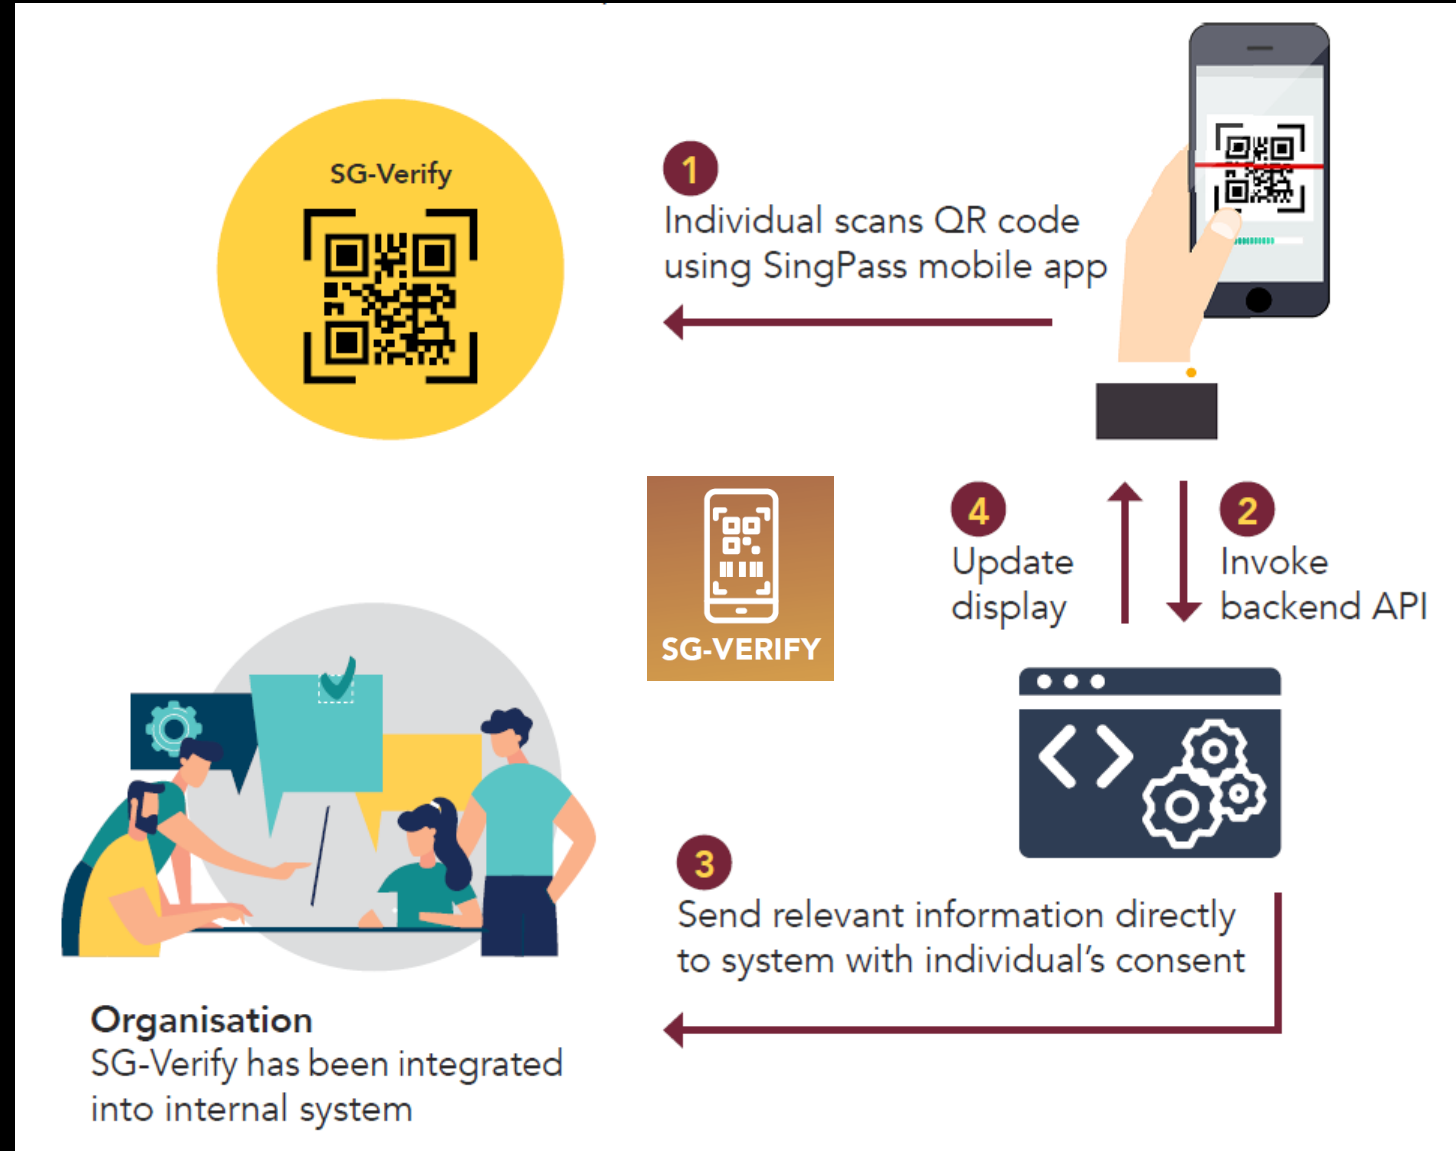 SG-Verify
1
Individual scans QR code
using SingPass mobile app
4
Update
display
2
Invoke
backend API
SG-VERIFY
3
Send relevant information directly
to system with individual's consent
Organisation
SG-Verify has been integrated
into internal system